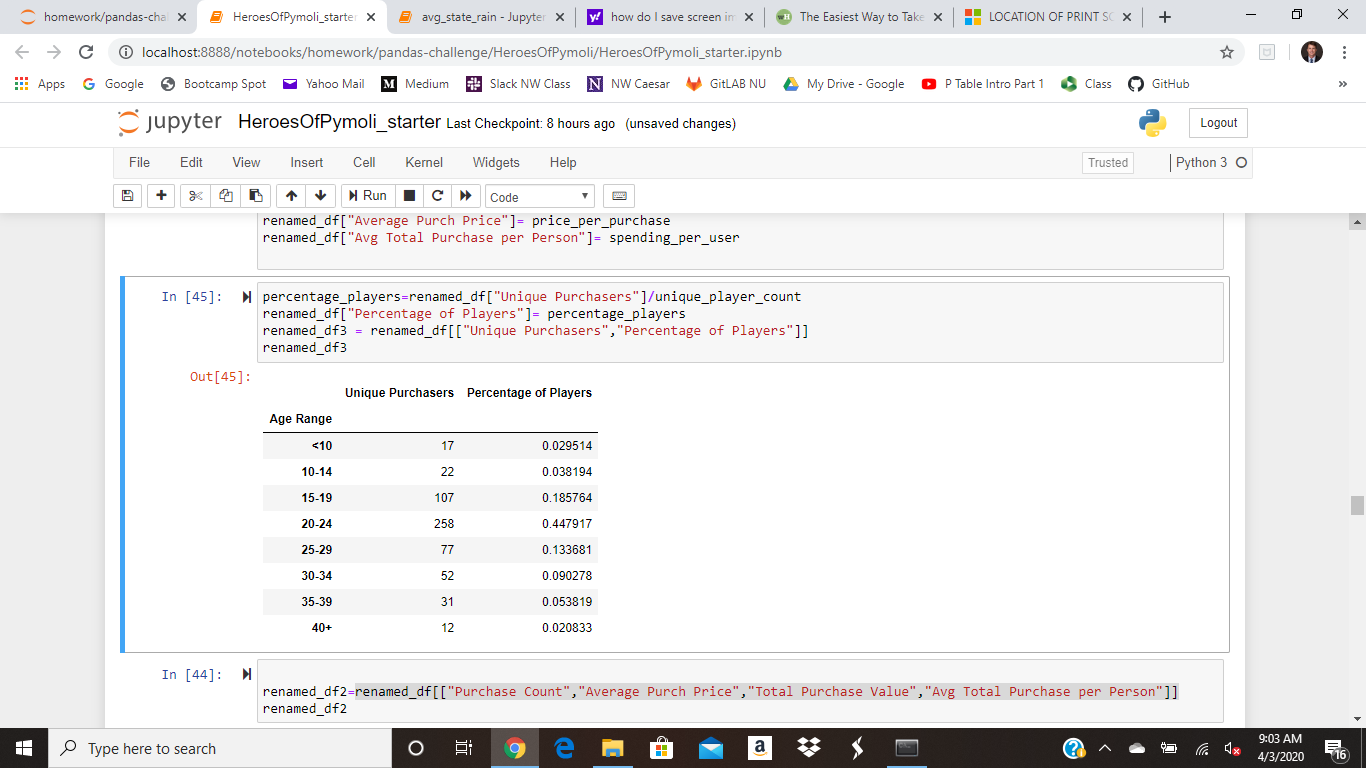 homework/pandas-cha
HeroesOfPymoli_starter
avg_state_rain - Jupyter
how do I save screen im
The Easiest Way to Take
LOCATION OF PRINT SC
localhost:8888/notebooks/homework/pandas-challenge/HeroesOfPymoli/HeroesOfPymoli_starter.ipynb
Apps Google Bootcamp Spot Yahoo Mail Medium Slack NW Class NW Caesar GitLAB NU My Drive - Google P Table Intro Part 1 Class GitHub »
jupyter HeroesOfPymoli_starter Last Checkpoint: 8 hours ago (unsaved changes) Logout
File Edit View Insert Cell Kernel Widgets Help Trusted Python 3
Run Code
renamed_df["Average Purch Price"]= price_per_purchase
renamed_df["Avg Total Purchase per Person"]= spending_per_user
In [45]: percentage_players=renamed_df["Unique Purchasers"]/unique_player_count
renamed_df["Percentage of Players"]= percentage_players
renamed_df3 = renamed_df[["Unique Purchasers","Percentage of Players"]]
renamed_df3
Out[45]:
Unique Purchasers Percentage of Players
Age Range
<10 17 0.029514
10-14 22 0.038194
15-19 107 0.185764
20-24 258 0.447917
25-29 77 0.133681
30-34 52 0.090278
35-39 31 0.053819
40+ 12 0.020833
In [44]:
renamed_df2=renamed_df[["Purchase Count","Average Purch Price","Total Purchase Value","Avg Total Purchase per Person"]]
renamed_df2
Type here to search
9:03 AM
4/3/2020
16